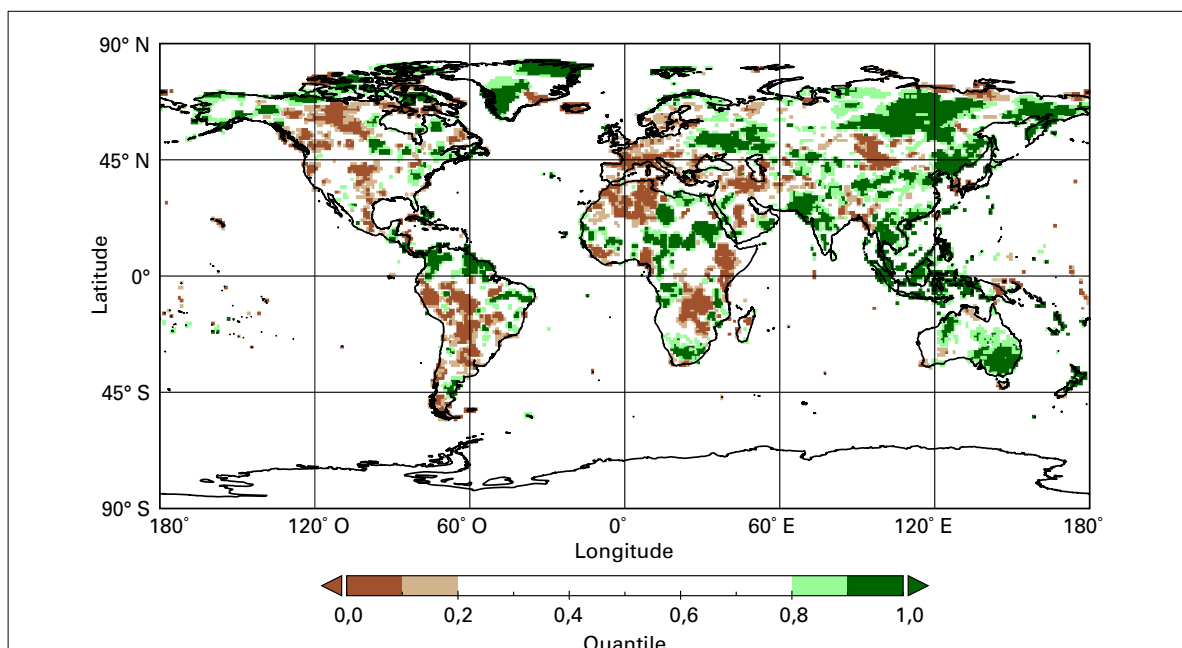 90° N
45° N
0°
45° S
90° S
Latitude
180°
120° O
60° O
0°
60° E
120° E
180°
Longitude
0,0
0,2
0,4
0,6
0,8
1,0
Quantile